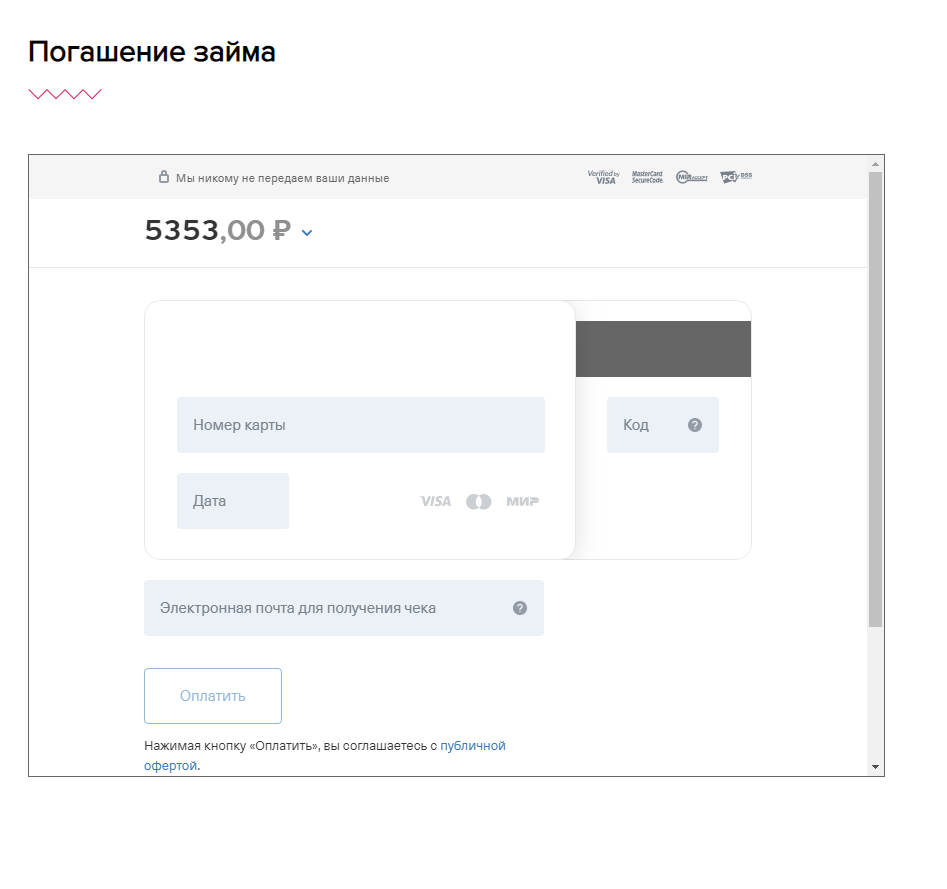 Погашение займа
Мы никому не передаем ваши данные
Verified by VISA
MasterCard SecureCode.
MIR ACCEPT
PCI DSS
5353,00 ₽
Номер карты
Код ?
Дата
VISA МИР
Электронная почта для получения чека ?
Оплатить
Нажимая кнопку «Оплатить», вы соглашаетесь с публичной
офертой.